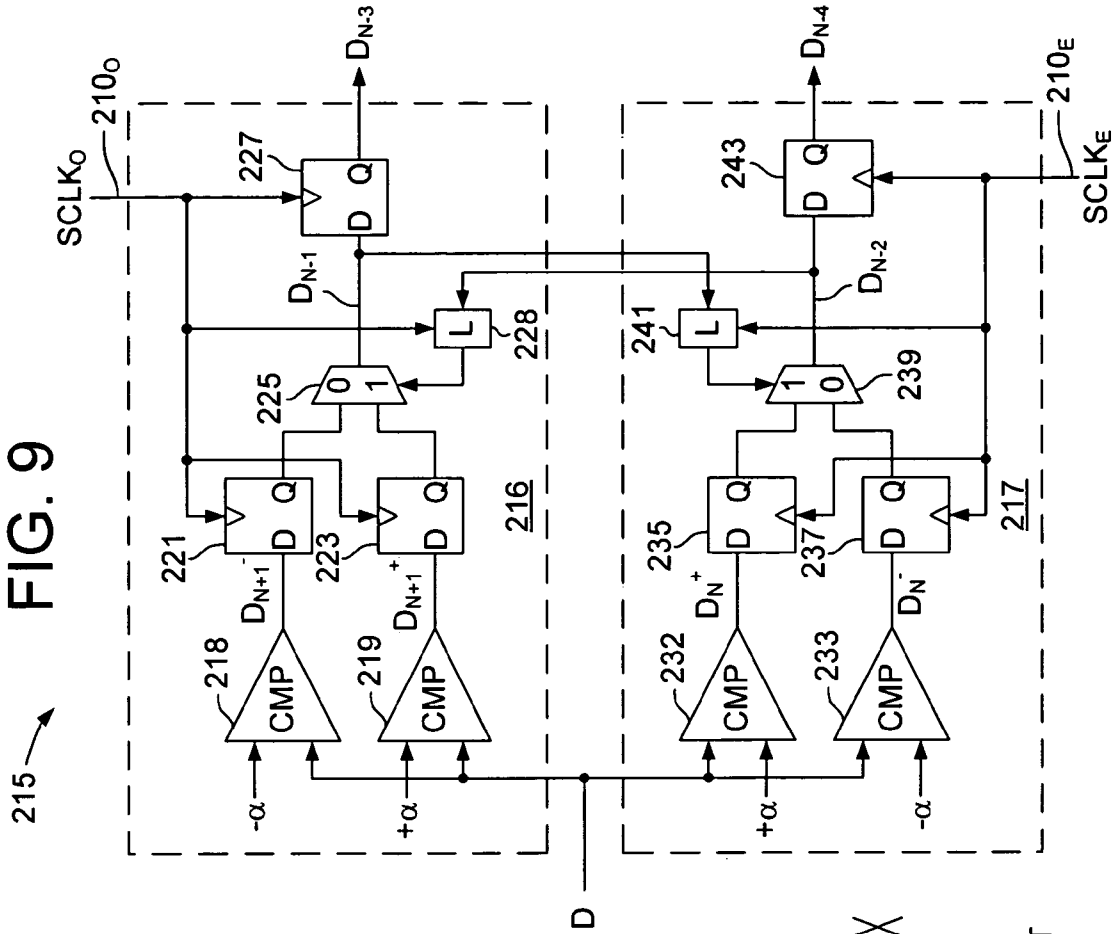 FIG. 9
215
SCLKO
210O
218
-α
CMP
DN+1-
221
D Q
225
0
1
DN-1
227
D Q
DN-3
219
+α
CMP
DN+1+
223
D Q
216
L
228
D
232
+α
CMP
DN+
235
D Q
241
L
1
0
239
DN-2
243
D Q
DN-4
233
-α
CMP
DN-
237
D Q
217
210E
SCLKE